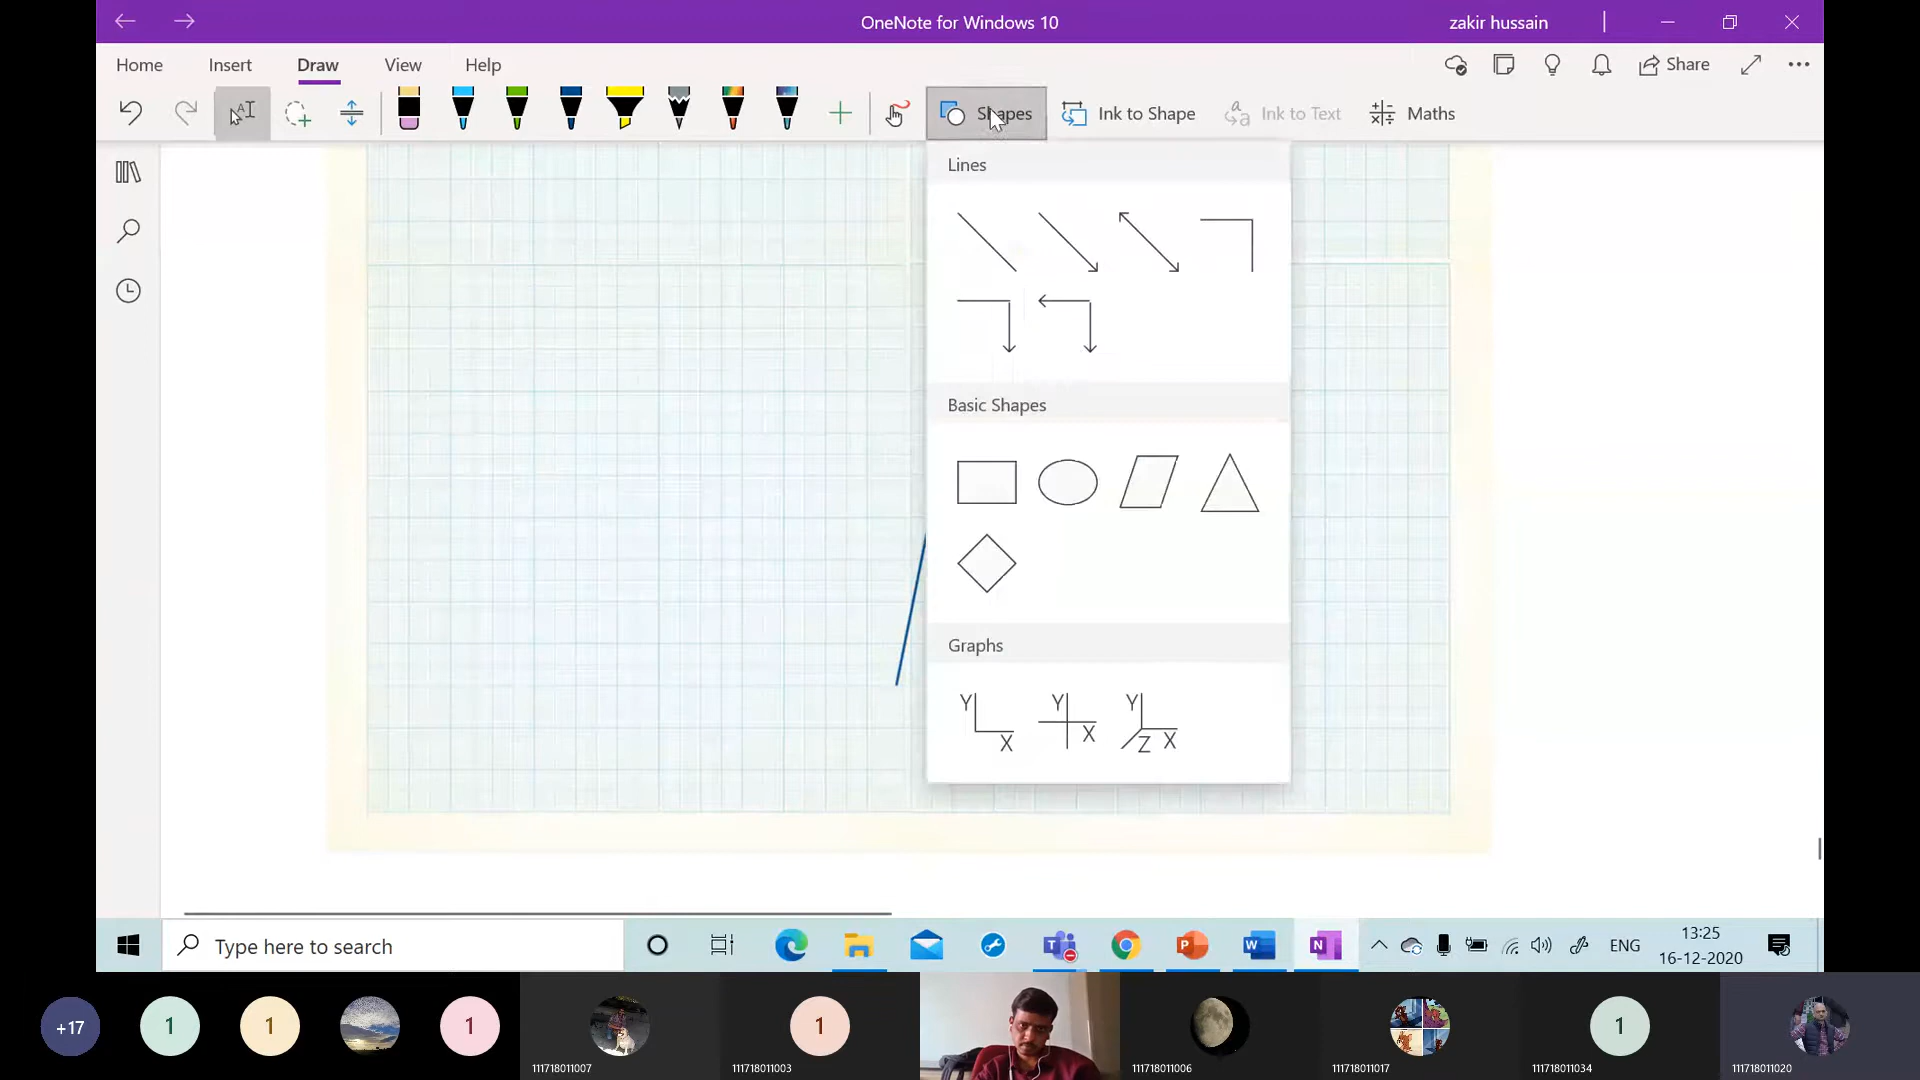 OneNote for Windows 10
zakir hussain
Home
Insert
Draw
View
Help
Share
Shapes
Ink to Shape
Ink to Text
Maths
Lines
Basic Shapes
Graphs
Y
X
Y
X
Y
Z
X
Type here to search
ENG
13:25
16-12-2020
+17
1
1
1
111718011007
1
111718011003
111718011006
111718011017
1
111718011034
111718011020